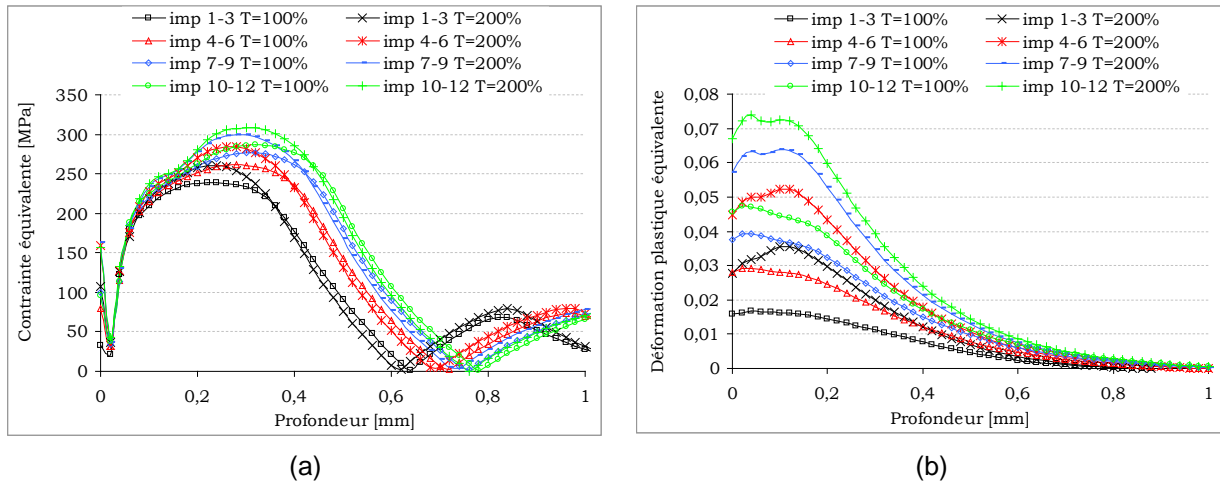 imp 1-3 T=100%
imp 1-3 T=200%
imp 4-6 T=100%
imp 4-6 T=200%
imp 7-9 T=100%
imp 7-9 T=200%
imp 10-12 T=100%
imp 10-12 T=200%
Contrainte équivalente [MPa]
350
300
250
200
150
100
50
0
0,0
0,2
0,4
0,6
0,8
1
Profondeur [mm]
(a)
imp 1-3 T=100%
imp 1-3 T=200%
imp 4-6 T=100%
imp 4-6 T=200%
imp 7-9 T=100%
imp 7-9 T=200%
imp 10-12 T=100%
imp 10-12 T=200%
Déformation plastique équivalente
0,08
0,07
0,06
0,05
0,04
0,03
0,02
0,01
0
0,0
0,2
0,4
0,6
0,8
1
Profondeur [mm]
(b)